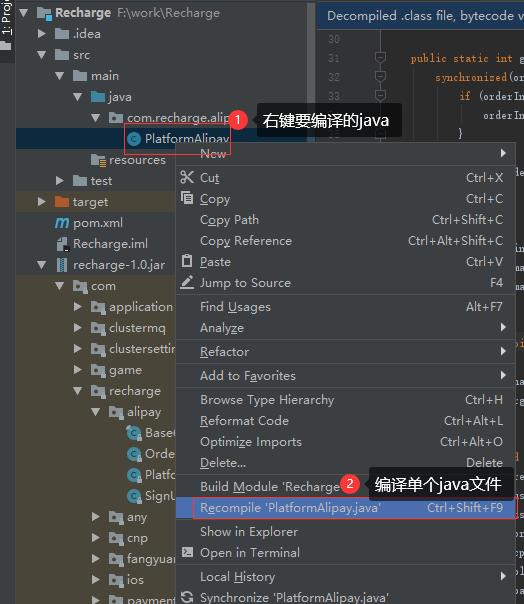 1: Project
Recharge F:\work\Recharge
Decompiled .class file, bytecode v
.idea
30
src
31
public static int g
main
32
synchronized(o
java
33
if (orderIn
com.recharge.alip
1
右键要编译的java
34
orderIn
PlatformAlipay
}
resources
New
test
Cut Ctrl+X
target
Copy Ctrl+C
pom.xml
Copy Path Ctrl+Shift+C
Recharge.iml
Copy Reference Ctrl+Alt+Shift+C
recharge-1.0.jar
Paste Ctrl+V
com
Jump to Source F4
application
Find Usages Alt+F7
clustermq
Analyze
clustersettin
Refactor
game
Add to Favorites
recharge
Browse Type Hierarchy Ctrl+H
alipay
Reformat Code Ctrl+Alt+L
Optimize Imports Ctrl+Alt+O
Delete... Delete
Build Module 'Recharge
2
编译单个java文件
Platfo
SignU
Recompile 'PlatformAlipay.java' Ctrl+Shift+F9
any
Show in Explorer
cnp
Open in Terminal
fangyuan
ios
Local History
payment
Synchronize 'PlatformAlipay.java'